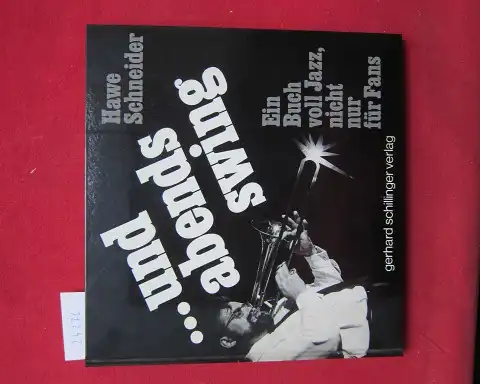 Hawe
Schneider
...und
abends
swing
Ein
Buch
voll Jazz,
nicht
nur
für Fans
gerhard schillinger verlag